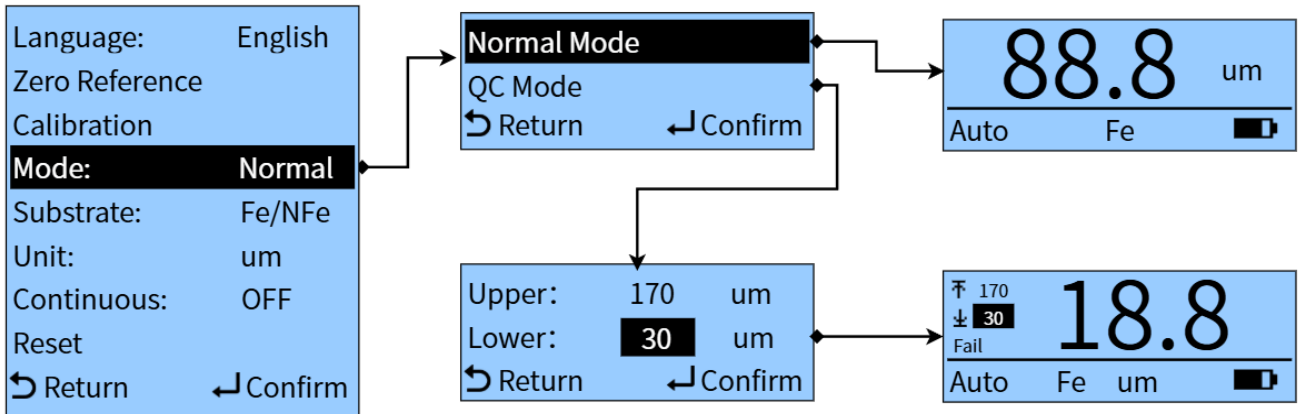 Language: English
Zero Reference
Calibration
Mode: Normal
Substrate: Fe/NFe
Unit: um
Continuous: OFF
Reset
Return Confirm
Normal Mode
QC Mode
Return Confirm
88.8 um
Auto Fe
Upper: 170 um
Lower: 30 um
Return Confirm
170
30
Fail
18.8
Auto Fe um